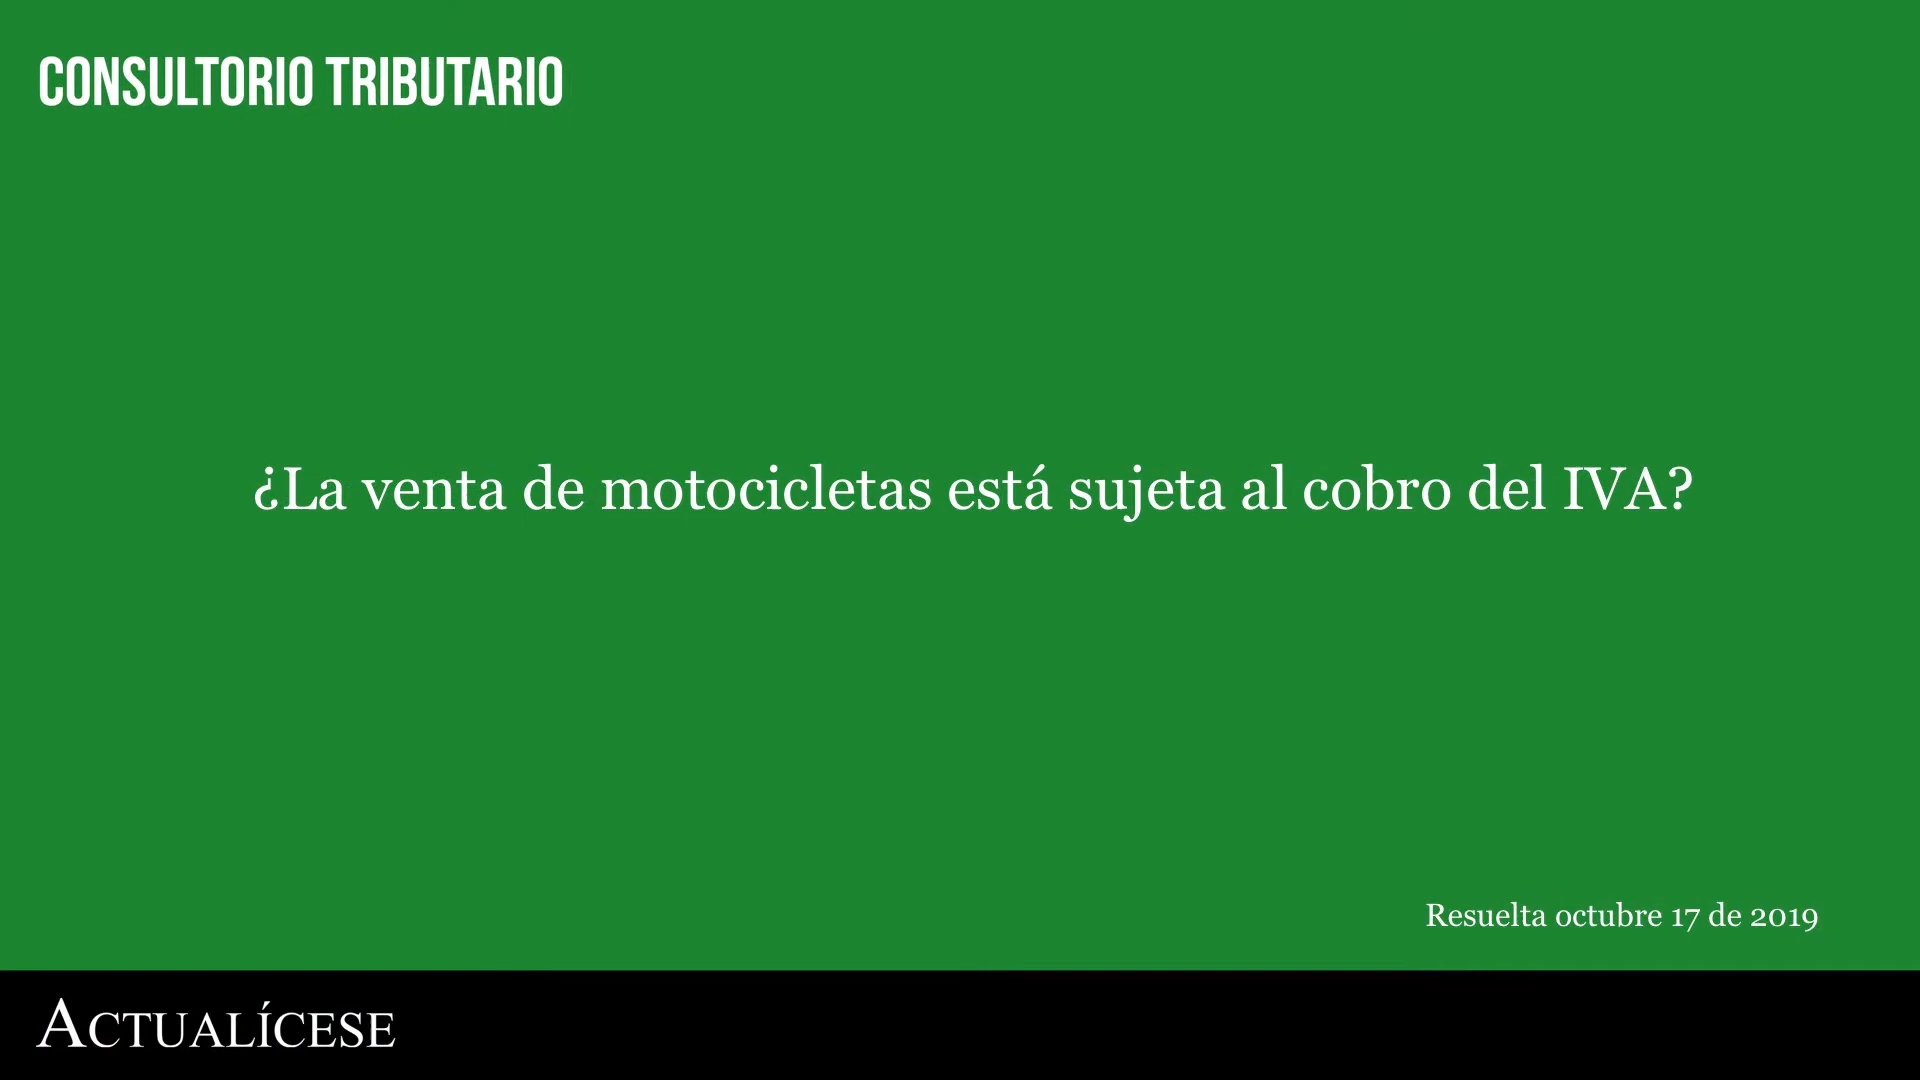 CONSULTORIO TRIBUTARIO
¿La venta de motocicletas está sujeta al cobro del IVA?
Resuelta octubre 17 de 2019
ACTUALÍCESE